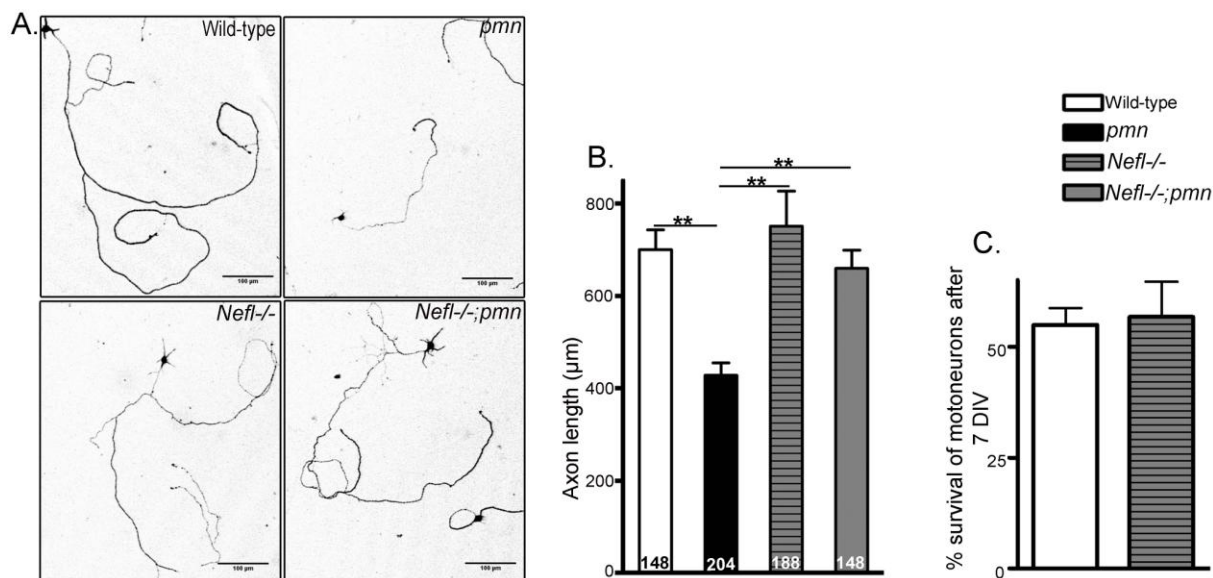 A.
Wild-type
pmn
100 µm
100 µm
Nefl-/-
Nefl-/-;pmn
100 µm
100 µm
B.
Axon length (µm)
800
600
400
200
0
**
**
**
148
204
188
148
Wild-type
pmn
Nefl-/-
Nefl-/-;pmn
C.
% survival of motoneurons after
7 DIV
50
25
0